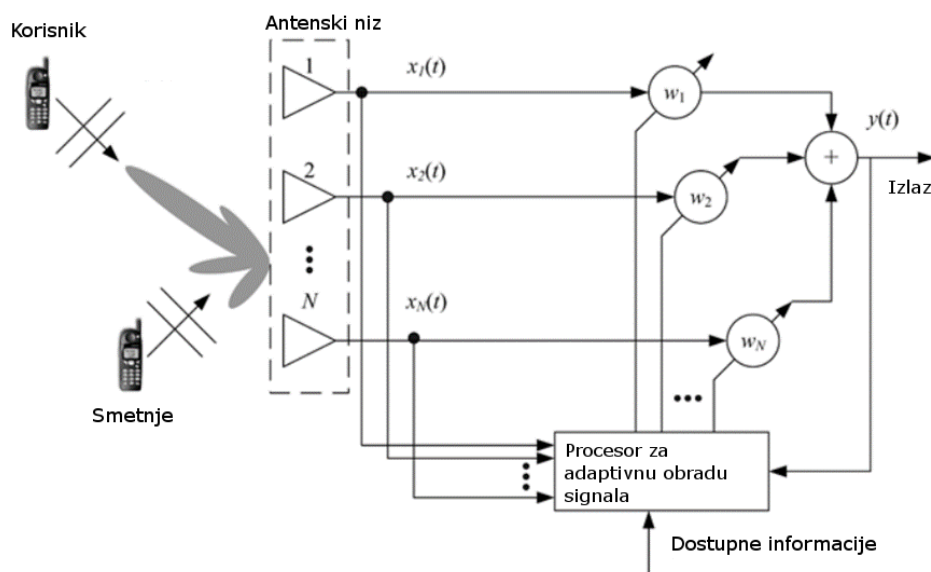 Antenski niz
Korisnik
1
x₁(t)
w₁
y(t)
2
x₂(t)
w₂
+
Izlaz
N
xN(t)
wN
Smetnje
Procesor za
adaptivnu obradu
signala
Dostupne informacije